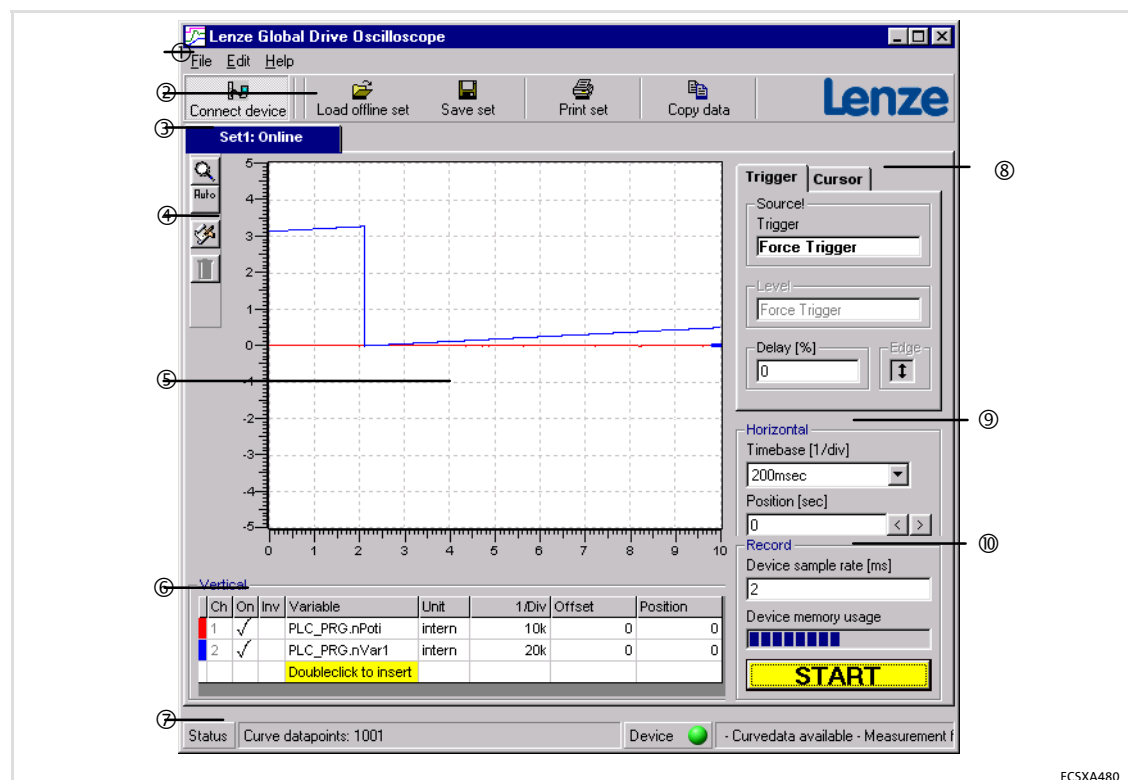 Lenze Global Drive Oscilloscope
① File Edit Help
② Connect device Load offline set Save set Print set Copy data Lenze
③ Set1: Online
④ Auto
5
4
3
2
1
0
-1
-2
-3
-4
-5
0 1 2 3 4 5 6 7 8 9 10
⑤
⑧
Trigger Cursor
Source!
Trigger
Force Trigger
Level
Force Trigger
Delay [%] Edge
0
⑨
Horizontal
Timebase [1/div]
200msec
Position [sec]
0 < >
⑩
Record
Device sample rate [ms]
2
Device memory usage
START
⑥ Vertical
Ch On Inv Variable Unit 1/Div Offset Position
1 √ PLC_PRG.nPoti intern 10k 0 0
2 √ PLC_PRG.nVar1 intern 20k 0 0
Doubleclick to insert
⑦
Status Curve datapoints: 1001 Device - Curvedata available - Measurement f
ECSXA480